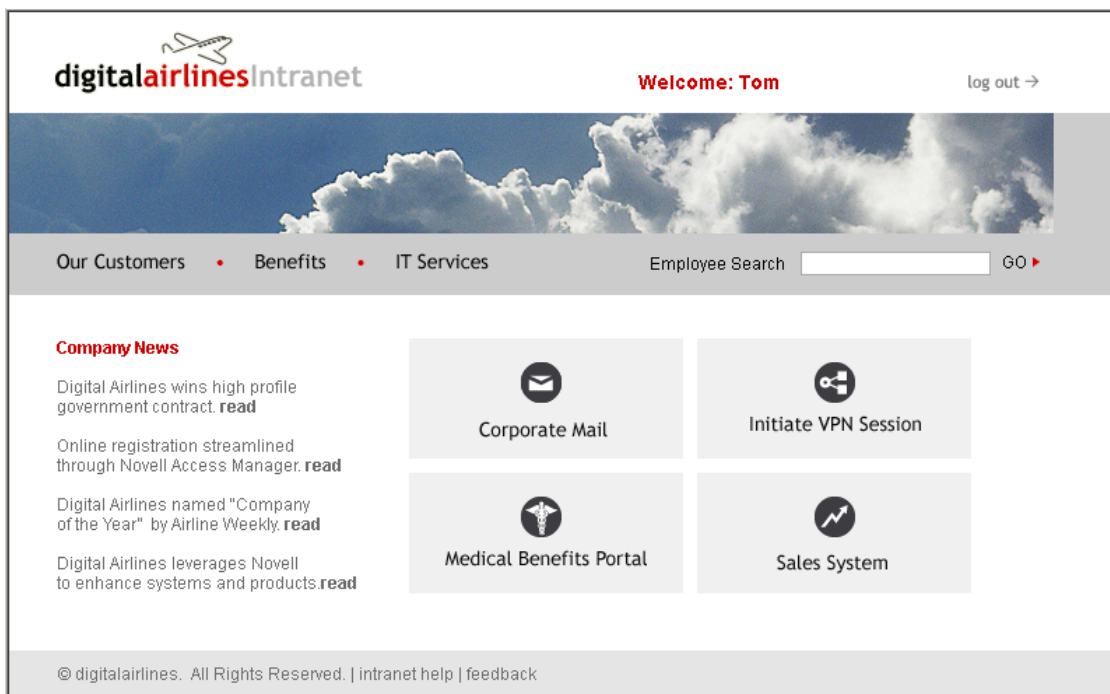 digitalairlinesIntranet
Welcome: Tom
log out →
Our Customers • Benefits • IT Services
Employee Search
GO
Company News
Digital Airlines wins high profile
government contract. read
Online registration streamlined
through Novell Access Manager. read
Digital Airlines named "Company
of the Year" by Airline Weekly. read
Digital Airlines leverages Novell
to enhance systems and products.read
Corporate Mail
Initiate VPN Session
Medical Benefits Portal
Sales System
© digitalairlines. All Rights Reserved. | intranet help | feedback